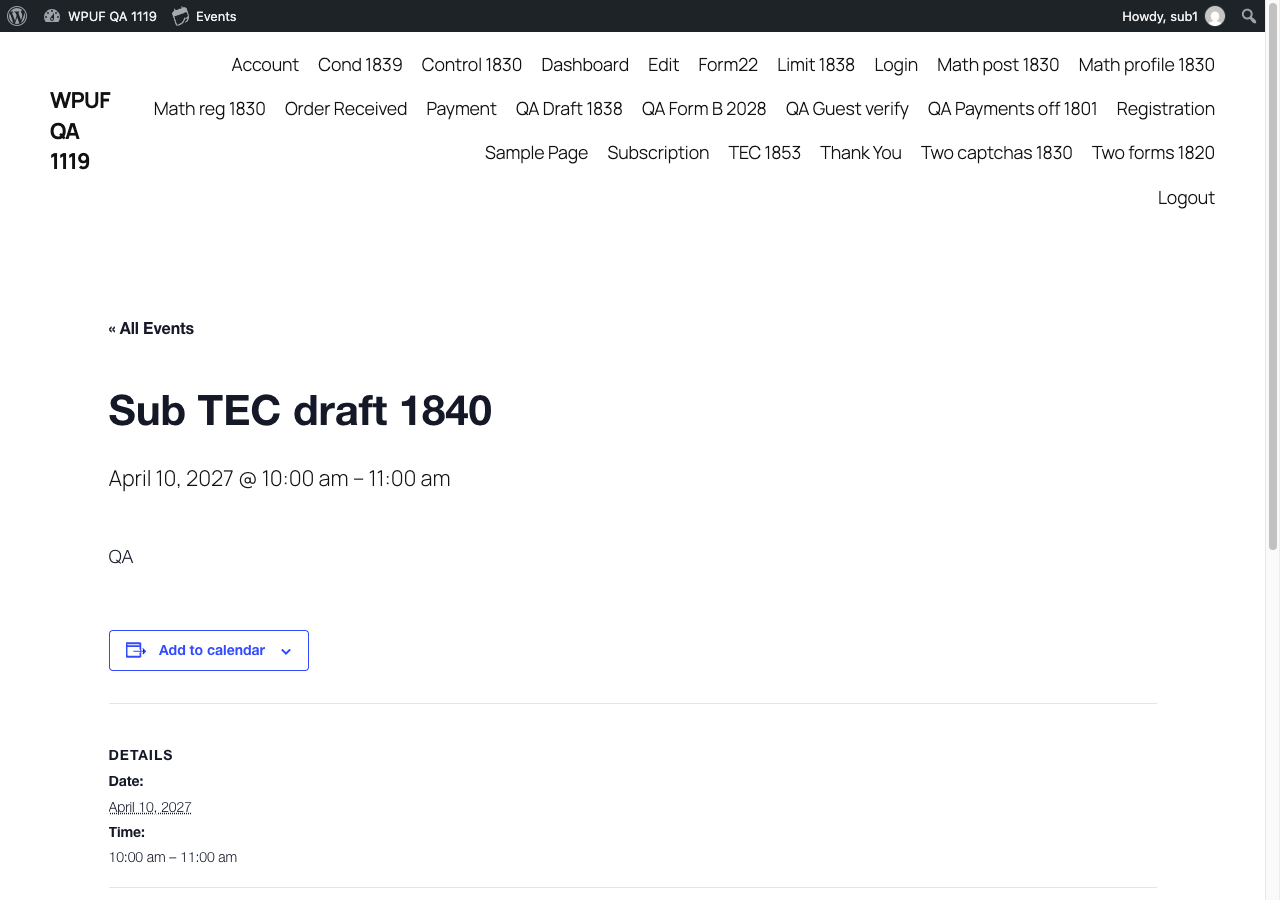 WPUF QA 1119 Events Howdy, sub1
Account Cond 1839 Control 1830 Dashboard Edit Form22 Limit 1838 Login Math post 1830 Math profile 1830
WPUF
QA
1119
Math reg 1830 Order Received Payment QA Draft 1838 QA Form B 2028 QA Guest verify QA Payments off 1801 Registration
Sample Page Subscription TEC 1853 Thank You Two captchas 1830 Two forms 1820
Logout
« All Events
Sub TEC draft 1840
April 10, 2027 @ 10:00 am – 11:00 am
QA
Add to calendar
DETAILS
Date:
April 10, 2027
Time:
10:00 am – 11:00 am